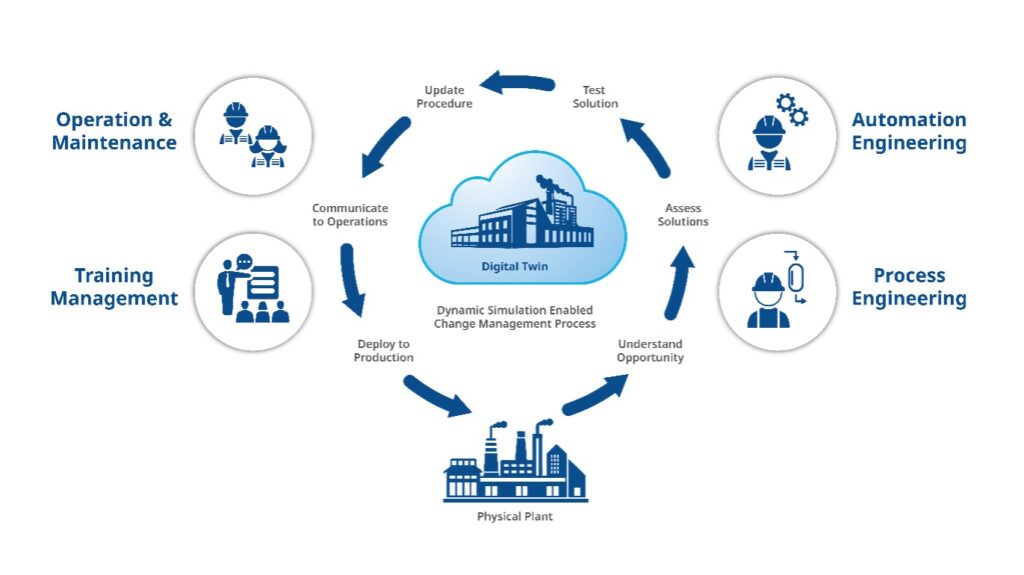 Operation &
Maintenance
Training
Management
Update
Procedure
Test
Solution
Communicate
to Operations
Assess
Solutions
Digital Twin
Dynamic Simulation Enabled
Change Management Process
Deploy to
Production
Understand
Opportunity
Physical Plant
Automation
Engineering
Process
Engineering